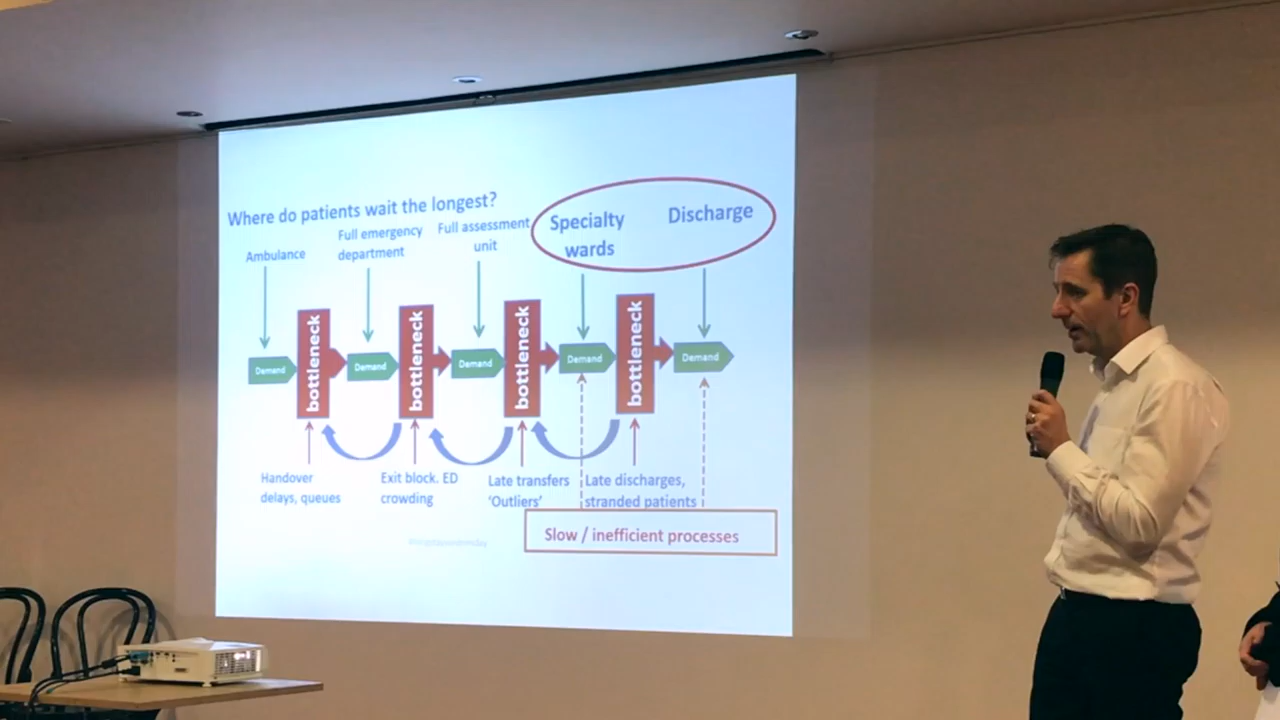 Where do patients wait the longest?
Ambulance
Full emergency
department
Full assessment
unit
Specialty
wards
Discharge
Demand
bottleneck
Demand
bottleneck
Demand
bottleneck
Demand
bottleneck
Demand
Handover
delays, queues
Exit block. ED
crowding
Late transfers
‘Outliers’
Late discharges,
stranded patients
Slow / inefficient processes